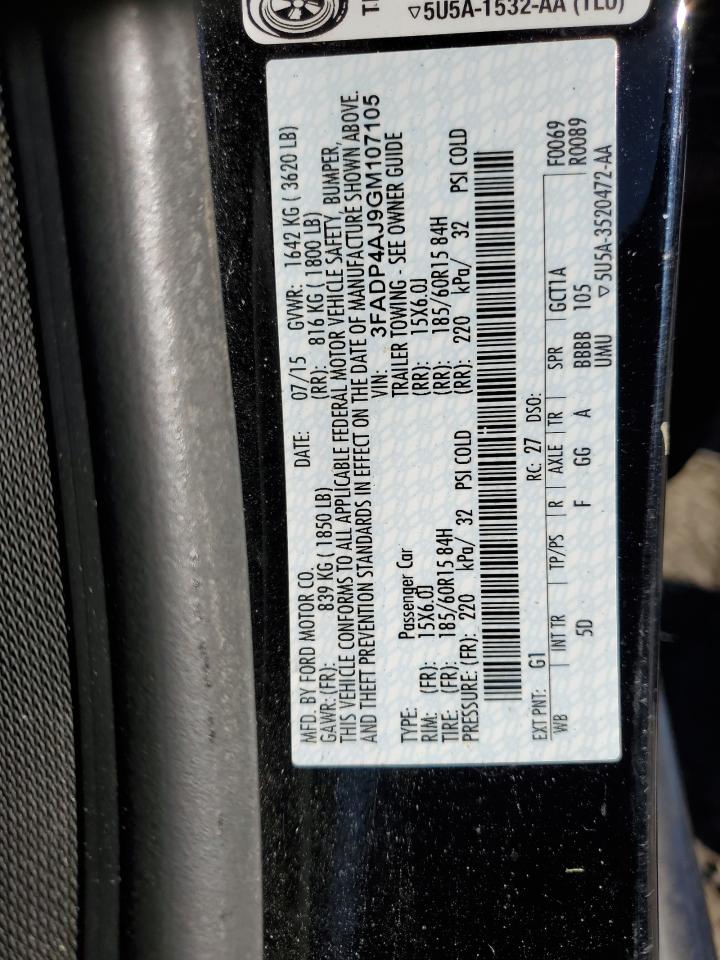 ▽5U5A-1532-AA (TLU)
MFD. BY FORD MOTOR CO. DATE: 07/15 GVWR: 1642 KG ( 3620 LB)
GAWR: (FR): 839 KG ( 1850 LB) (RR): 816 KG ( 1800 LB)
THIS VEHICLE CONFORMS TO ALL APPLICABLE FEDERAL MOTOR VEHICLE SAFETY, BUMPER,
AND THEFT PREVENTION STANDARDS IN EFFECT ON THE DATE OF MANUFACTURE SHOWN ABOVE.
VIN: 3FADP4AJ9GM107105
TYPE: Passenger Car TRAILER TOWING - SEE OWNER GUIDE
RIM: (FR): 15X6.0J (RR): 15X6.0J
TIRE: (FR): 185/60R15 84H (RR): 185/60R15 84H
PRESSURE: (FR): 220 kPa/ 32 PSI COLD (RR): 220 kPa/ 32 PSI COLD
EXT PNT: G1 RC: 27 DSO: F0069
WB INT TR TP/PS R AXLE TR SPR GCT1A R0089
5D F GG A BBBB 105
UMU ▽5U5A-3520472-AA